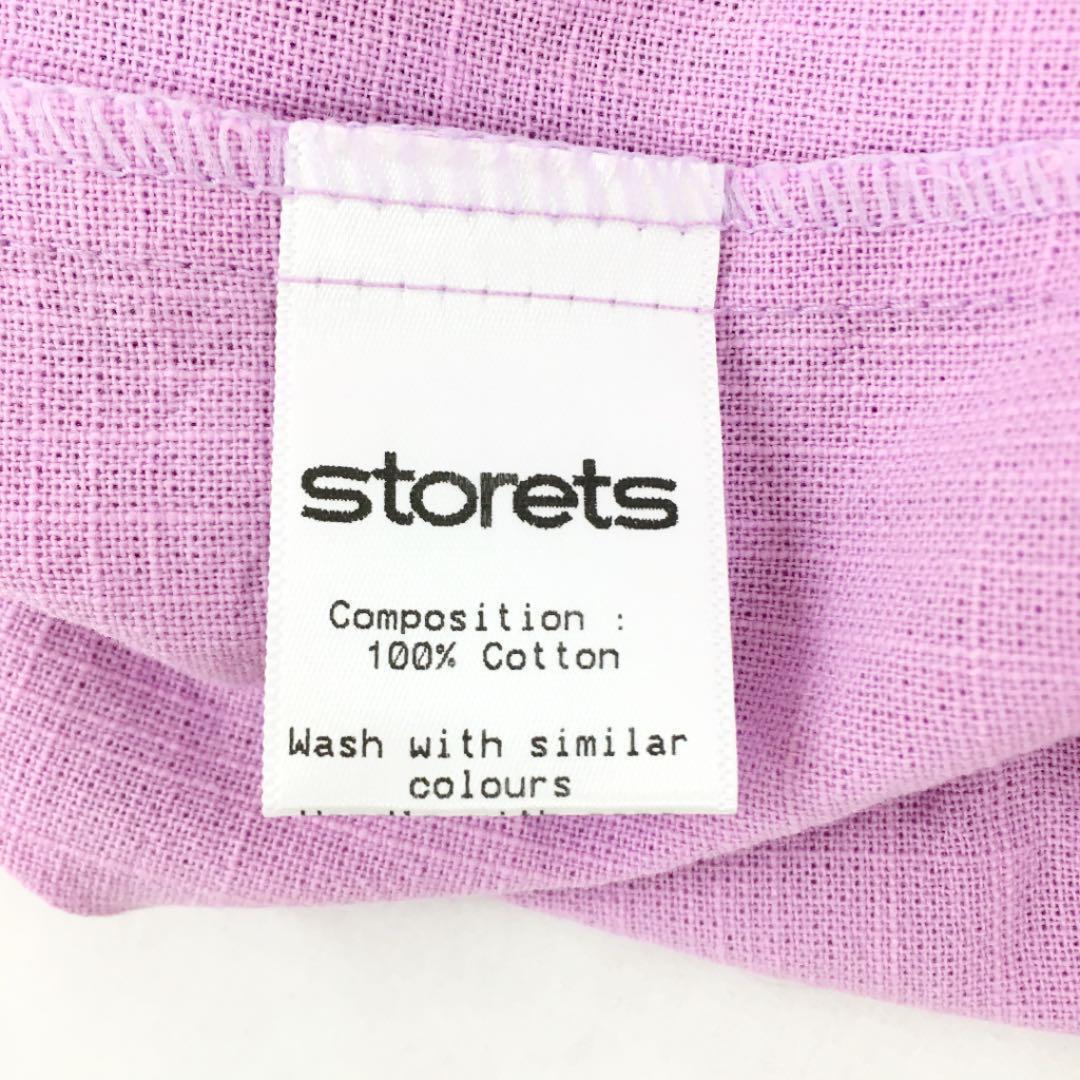 storets
Composition :
100% Cotton
Wash with similar
colours